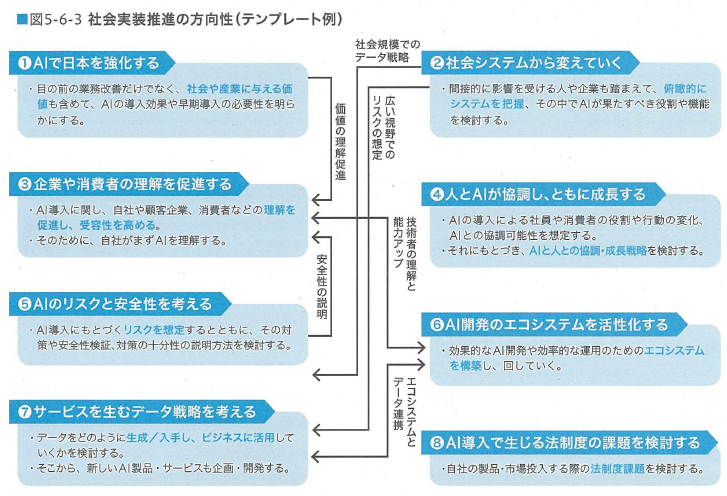 ■図5-6-3 社会実装推進の方向性（テンプレート例）
❶AIで日本を強化する
・目の前の業務改善だけでなく、社会や産業に与える価
値も含めて、AIの導入効果や早期導入の必要性を明ら
かにする。
社会規模での
データ戦略
❷社会システムから変えていく
・間接的に影響を受ける人や企業も踏まえて、俯瞰的に
システムを把握、その中でAIが果たすべき役割や機能
を検討する。
価値の理解促進
広い視野での
リスクの想定
❸企業や消費者の理解を促進する
・AI導入に関し、自社や顧客企業、消費者などの理解を
促進し、受容性を高める。
・そのために、自社がまずAIを理解する。
❹人とAIが協調し、ともに成長する
・AIの導入による社員や消費者の役割や行動の変化、
AIとの協調可能性を想定する。
・それにもとづき、AIと人との協調・成長戦略を検討する。
技術者の理解と
能力アップ
安全性の説明
❺AIのリスクと安全性を考える
・AI導入にもとづくリスクを想定するとともに、その対
策や安全性検証、対策の十分性の説明方法を検討する。
❻AI開発のエコシステムを活性化する
・効果的なAI開発や効率的な運用のためのエコシステム
を構築し、回していく。
エコシステムと
データ連携
❼サービスを生むデータ戦略を考える
・データをどのように生成／入手し、ビジネスに活用して
いくかを検討する。
・そこから、新しいAI製品・サービスも企画・開発する。
❽AI導入で生じる法制度の課題を検討する
・自社の製品・市場投入する際の法制度課題を検討する。